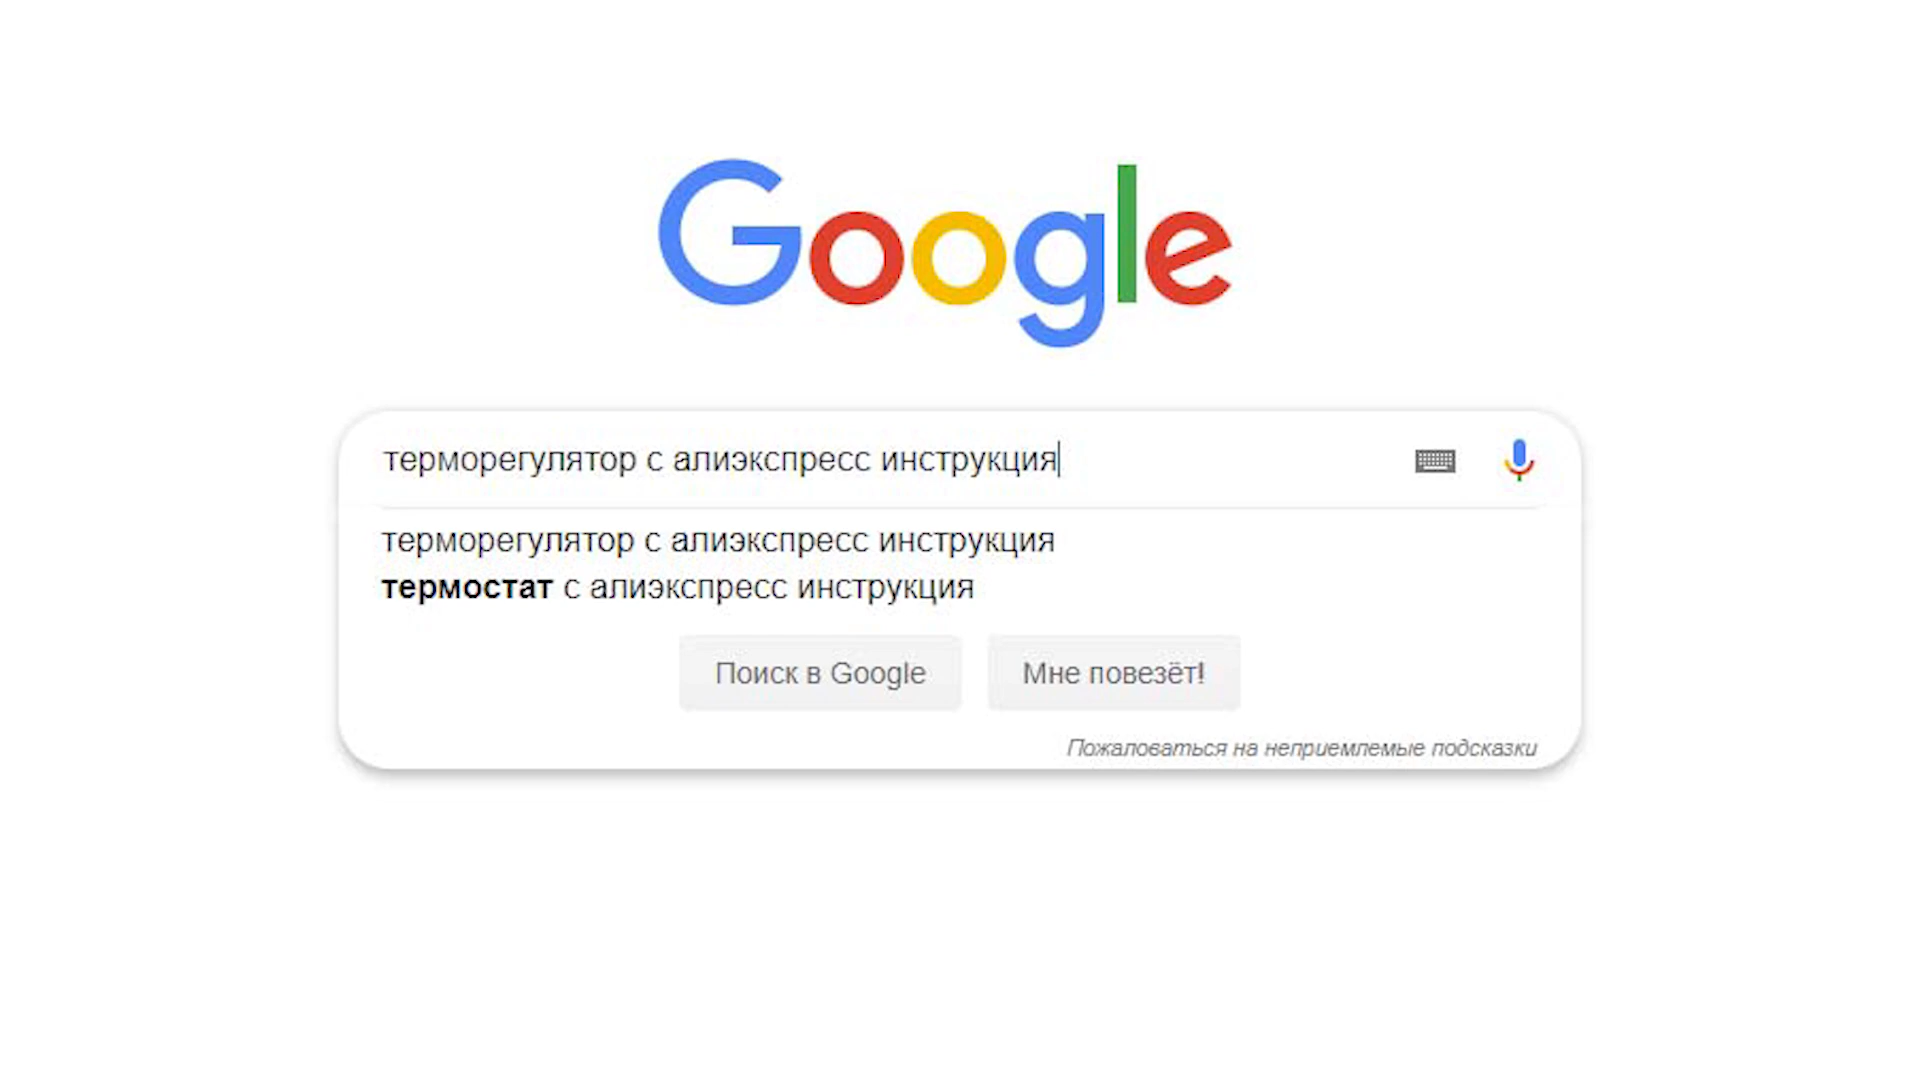 Google
терморегулятор с алиэкспресс инструкция
терморегулятор с алиэкспресс инструкция
термостат с алиэкспресс инструкция
Поиск в Google Мне повезёт!
Пожаловаться на неприемлемые подсказки